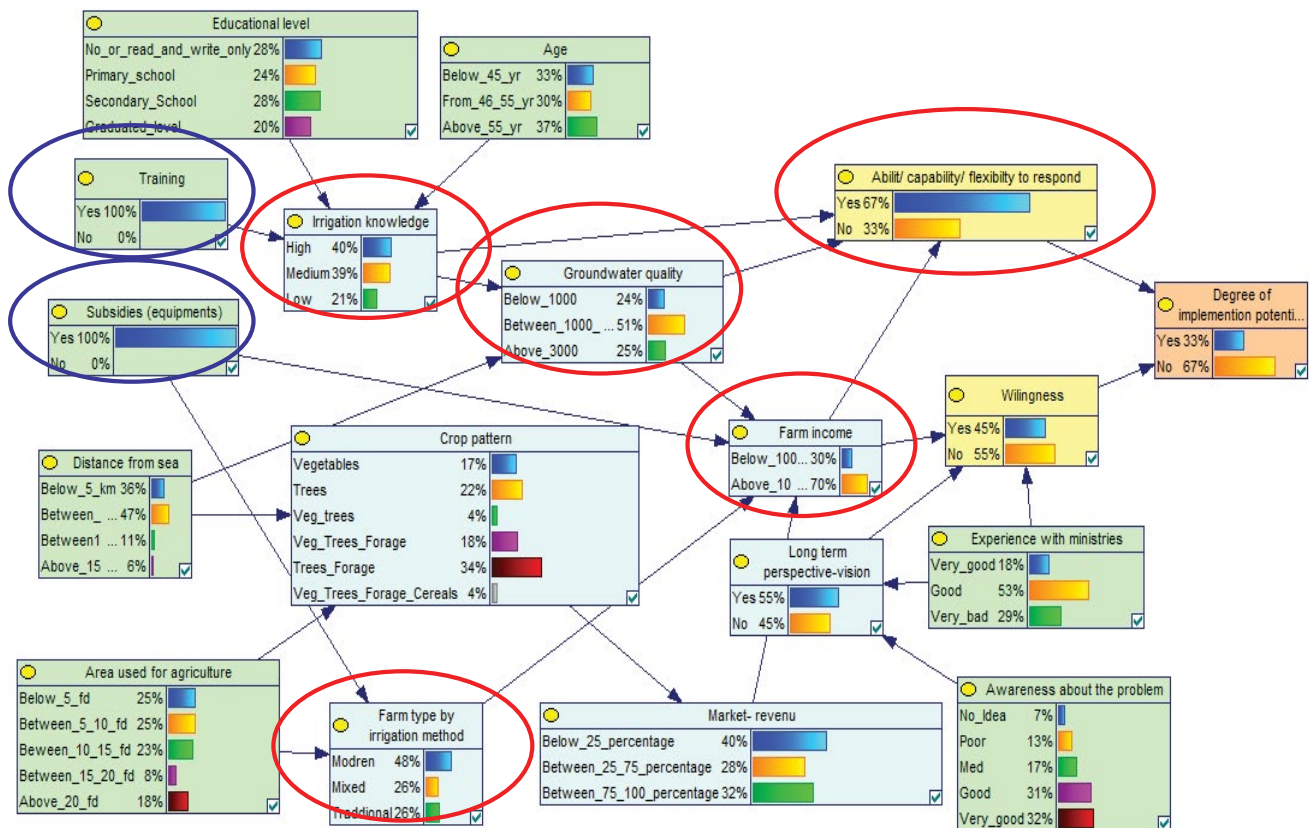 Educational level
No_or_read_and_write_only 28%
Primary_school 24%
Secondary_School 28%
Graduated_level 20%
Age
Below_45_yr 33%
From_46_55_yr 30%
Above_55_yr 37%
Training
Yes 100%
No 0%
Irrigation knowledge
High 40%
Medium 39%
Low 21%
Abilit/ capability/ flexibilty to respond
Yes 67%
No 33%
Groundwater quality
Below_1000 24%
Between_1000_ ... 51%
Above_3000 25%
Subsidies (equipments)
Yes 100%
No 0%
Degree of
implemention potenti...
Yes 33%
No 67%
Wilingness
Yes 45%
No 55%
Crop pattern
Vegetables 17%
Trees 22%
Veg_trees 4%
Veg_Trees_Forage 18%
Trees_Forage 34%
Veg_Trees_Forage_Cereals 4%
Farm income
Below_100... 30%
Above_10 ... 70%
Distance from sea
Below_5_km 36%
Between_ ... 47%
Between1 ... 11%
Above_15 ... 6%
Long term
perspective-vision
Yes 55%
No 45%
Experience with ministries
Very_good 18%
Good 53%
Very_bad 29%
Area used for agriculture
Below_5_fd 25%
Between_5_10_fd 25%
Beween_10_15_fd 23%
Between_15_20_fd 8%
Above_20_fd 18%
Farm type by
irrigation method
Modren 48%
Mixed 26%
Traddional 26%
Market- revenu
Below_25_percentage 40%
Between_25_75_percentage 28%
Between_75_100_percentage 32%
Awareness about the problem
No_Idea 7%
Poor 13%
Med 17%
Good 31%
Very_good 32%